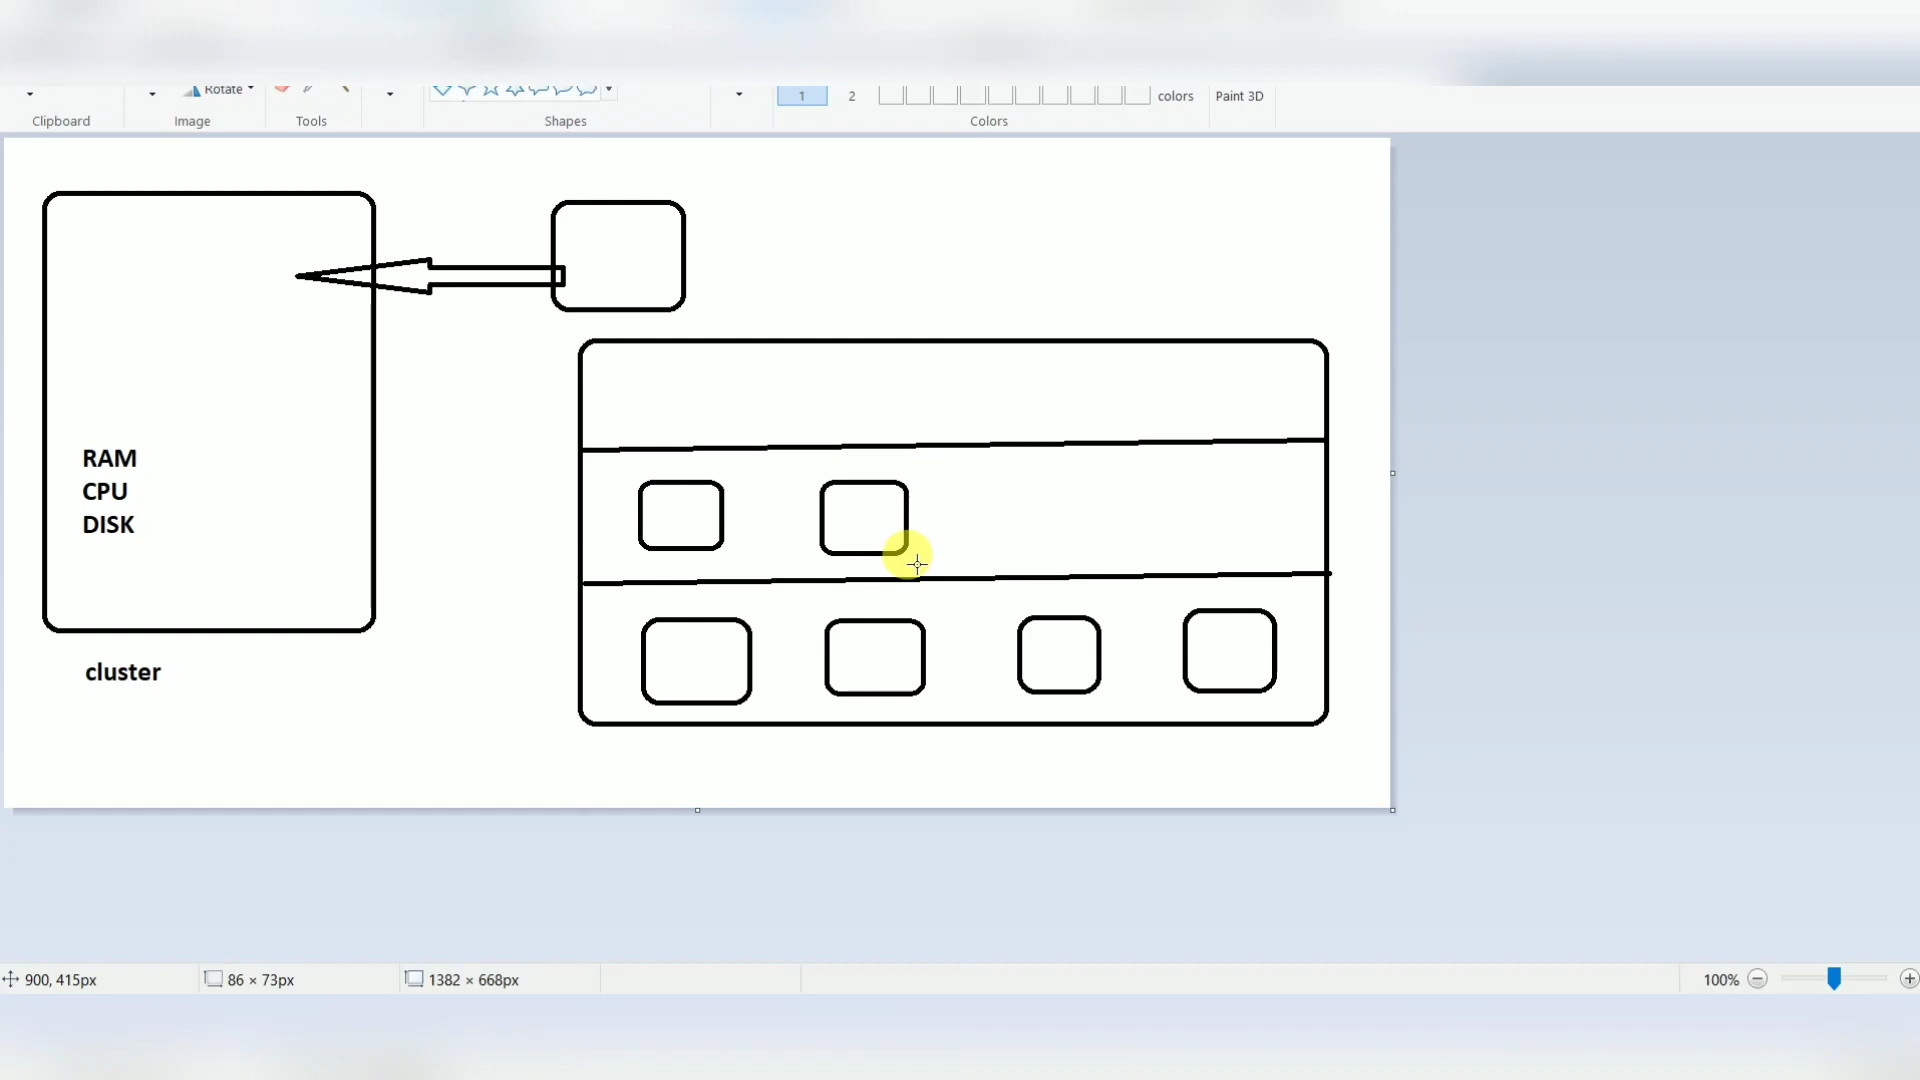 Rotate
Clipboard
Image
Tools
Shapes
1
2
colors
Paint 3D
Colors
RAM
CPU
DISK
cluster
900, 415px
86 × 73px
1382 × 668px
100%